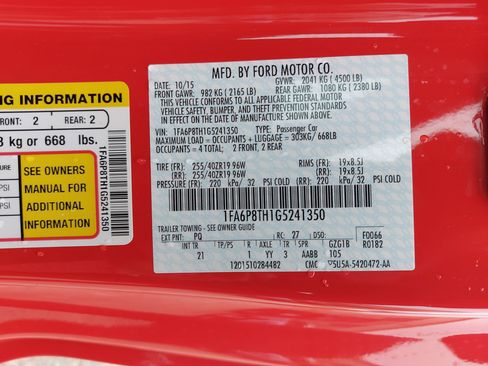 NG INFORMATION
FRONT: 2 REAR: 2
3 kg or 668 lbs.
PSI
PSI
SEE OWNERS
MANUAL FOR
ADDITIONAL
INFORMATION
1FA6P8TH1G5241350
MFD. BY FORD MOTOR CO.
10/15 GVWR: 2041 KG ( 4500 LB)
FRONT GAWR: 982 KG ( 2165 LB) REAR GAWR: 1080 KG ( 2380 LB)
THIS VEHICLE CONFORMS TO ALL APPLICABLE FEDERAL MOTOR
VEHICLE SAFETY, BUMPER, AND THEFT PREVENTION STANDARDS IN
EFFECT ON THE DATE OF MANUFACTURE SHOWN ABOVE.
VIN: 1FA6P8TH1G5241350 TYPE: Passenger Car
MAXIMUM LOAD = OCCUPANTS + LUGGAGE = 303KG/ 668LB
OCCUPANTS = 4 TOTAL: 2 FRONT, 2 REAR
TIRES (FR): 255/40ZR19 96W RIMS (FR): 19x8.5J
(RR): 255/40ZR19 96W (RR): 19x8.5J
PRESSURE (FR): 220 kPa/ 32 PSI COLD (RR): 220 kPa/ 32 PSI COLD
1FA6P8TH1G5241350
TRAILER TOWING - SEE OWNER GUIDE
EXT PNT: PQ RC: 27 DSO: F0066
INT TR TP/PS R AXLE TR SPR GZG1B R0182
21 1 YY 3 AABB 105
1201510284482 CMC U5A-5420472-AA